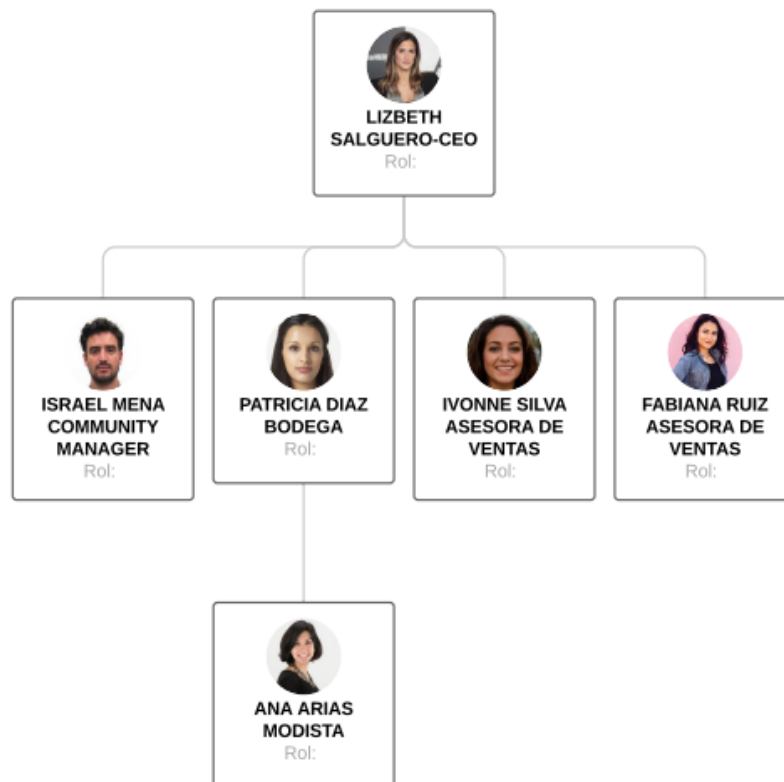 LIZBETH
SALGUERO-CEO
Rol:
ISRAEL MENA
COMMUNITY
MANAGER
Rol:
PATRICIA DIAZ
BODEGA
Rol:
IVONNE SILVA
ASESORA DE
VENTAS
Rol:
FABIANA RUIZ
ASESORA DE
VENTAS
Rol:
ANA ARIAS
MODISTA
Rol: